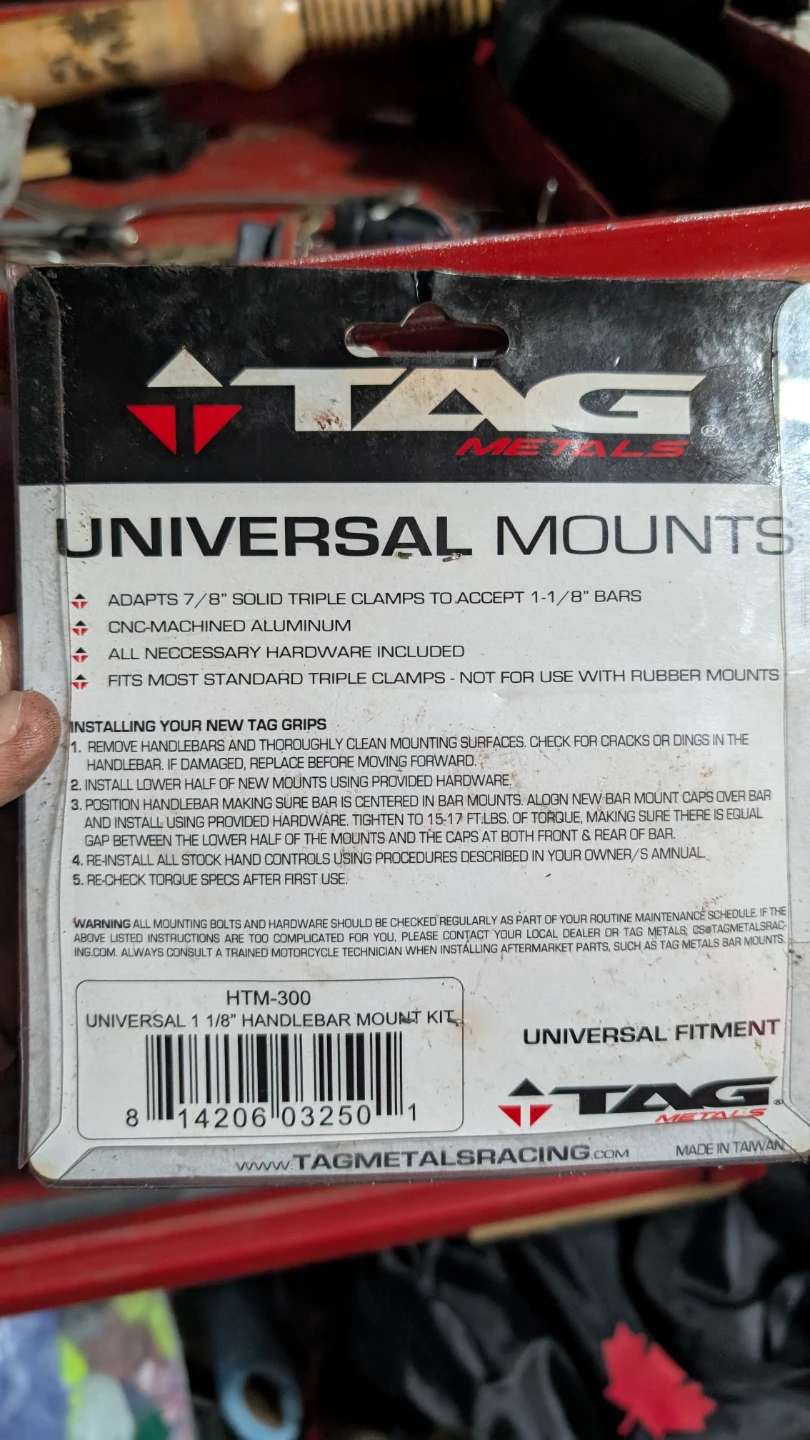 TAG®
METALS
UNIVERSAL MOUNTS
ADAPTS 7/8" SOLID TRIPLE CLAMPS TO ACCEPT 1-1/8" BARS
CNC-MACHINED ALUMINUM
ALL NECCESSARY HARDWARE INCLUDED
FITS MOST STANDARD TRIPLE CLAMPS - NOT FOR USE WITH RUBBER MOUNTS
INSTALLING YOUR NEW TAG GRIPS
1. REMOVE HANDLEBARS AND THOROUGHLY CLEAN MOUNTING SURFACES. CHECK FOR CRACKS OR DINGS IN THE
HANDLEBAR. IF DAMAGED, REPLACE BEFORE MOVING FORWARD.
2. INSTALL LOWER HALF OF NEW MOUNTS USING PROVIDED HARDWARE.
3. POSITION HANDLEBAR MAKING SURE BAR IS CENTERED IN BAR MOUNTS. ALOGN NEW BAR MOUNT CAPS OVER BAR
AND INSTALL USING PROVIDED HARDWARE. TIGHTEN TO 15-17 FT.LBS. OF TORQUE, MAKING SURE THERE IS EQUAL
GAP BETWEEN THE LOWER HALF OF THE MOUNTS AND THE CAPS AT BOTH FRONT & REAR OF BAR.
4. RE-INSTALL ALL STOCK HAND CONTROLS USING PROCEDURES DESCRIBED IN YOUR OWNER/S AMNUAL.
5. RE-CHECK TORQUE SPECS AFTER FIRST USE.
WARNING ALL MOUNTING BOLTS AND HARDWARE SHOULD BE CHECKED REGULARLY AS PART OF YOUR ROUTINE MAINTENANCE SCHEDULE. IF THE
ABOVE LISTED INSTRUCTIONS ARE TOO COMPLICATED FOR YOU, PLEASE CONTACT YOUR LOCAL DEALER OR TAG METALS; CS@TAGMETALSRAC-
ING.COM. ALWAYS CONSULT A TRAINED MOTORCYCLE TECHNICIAN WHEN INSTALLING AFTERMARKET PARTS, SUCH AS TAG METALS BAR MOUNTS.
HTM-300
UNIVERSAL 1 1/8" HANDLEBAR MOUNT KIT
8 14206 03250 1
UNIVERSAL FITMENT
TAG®
METALS
WWW.TAGMETALSRACING.COM
MADE IN TAIWAN